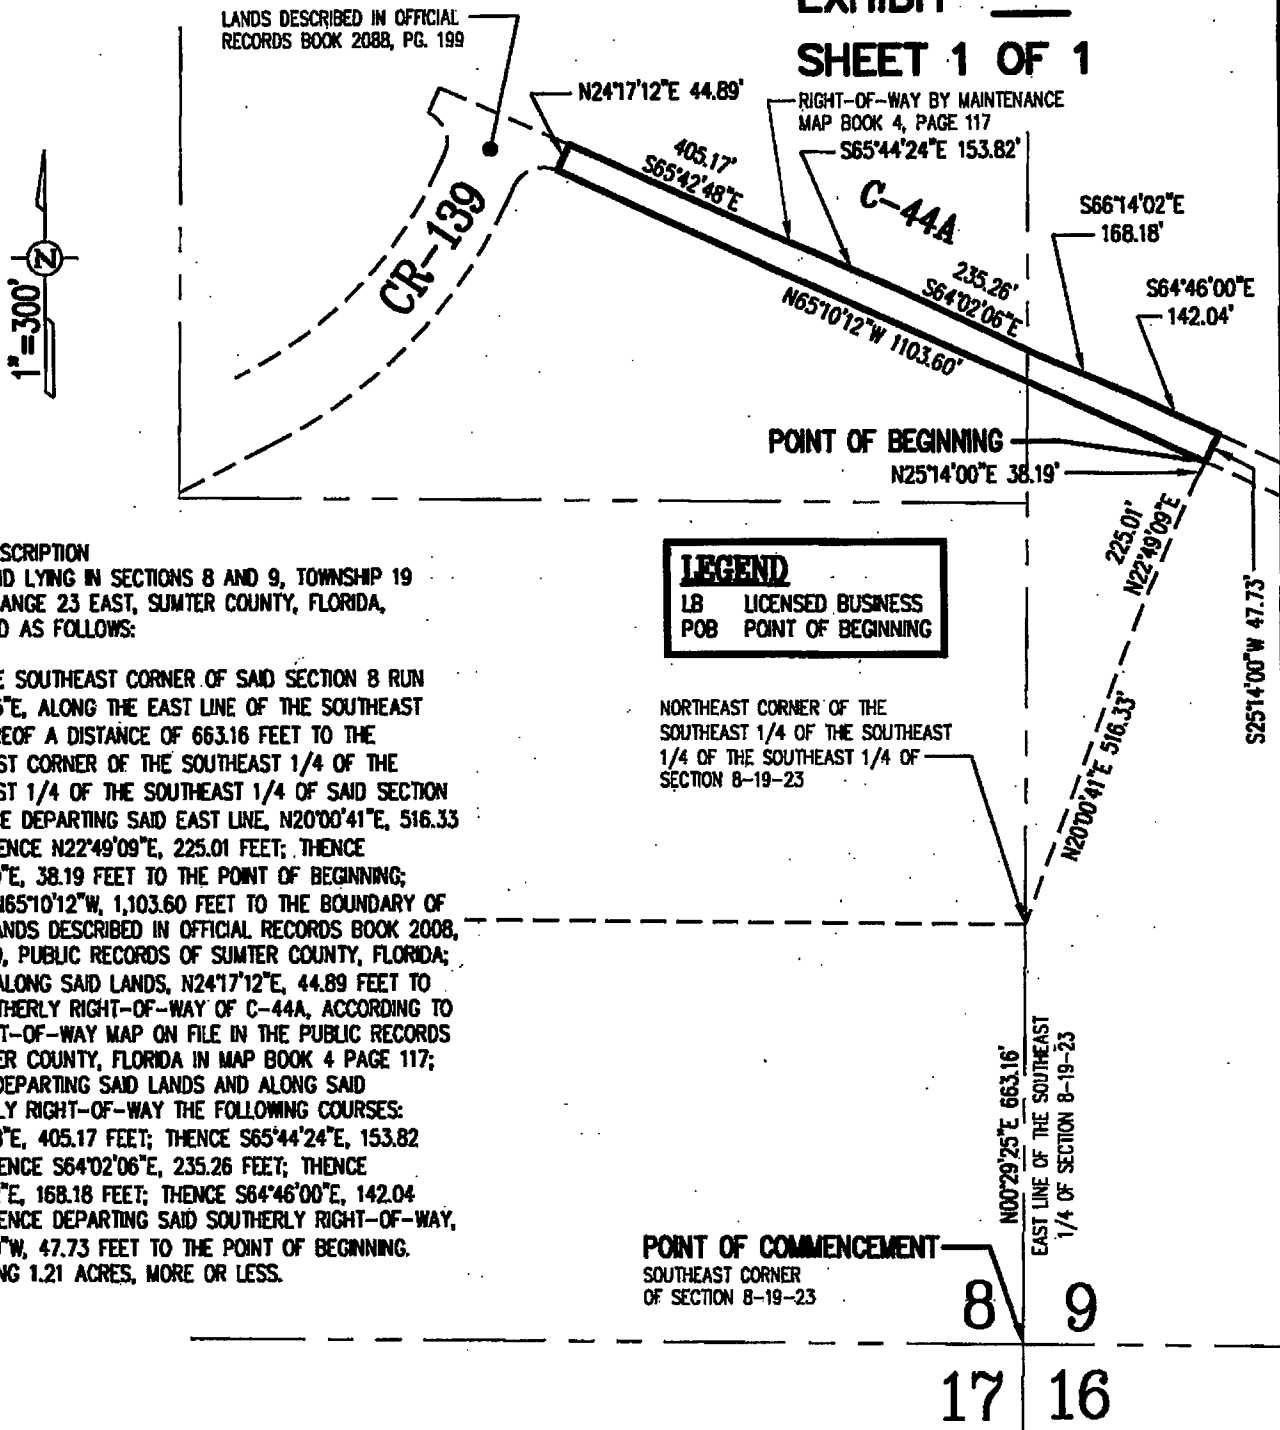 EXHIBIT
SHEET 1 OF 1
LANDS DESCRIBED IN OFFICIAL
RECORDS BOOK 2088, PG. 199
N24°17'12"E 44.89'
RIGHT-OF-WAY BY MAINTENANCE
MAP BOOK 4, PAGE 117
S65°44'24"E 153.82'
405.17'
S65°42'48"E
C-44A
S66°14'02"E
168.18'
235.26'
S64°02'06"E
S64°46'00"E
142.04'
CR-139
N
1"=300'
N65°10'12"W 1103.60'
POINT OF BEGINNING
N25°14'00"E 38.19'
225.01'
N22°49'09"E
S25°14'00"W 47.73'
N20°00'41"E 516.33'
LEGEND
LB LICENSED BUSINESS
POB POINT OF BEGINNING
NORTHEAST CORNER OF THE
SOUTHEAST 1/4 OF THE SOUTHEAST
1/4 OF THE SOUTHEAST 1/4 OF
SECTION 8-19-23
SCRIPTION
D LYING IN SECTIONS 8 AND 9, TOWNSHIP 19
ANGE 23 EAST, SUMTER COUNTY, FLORIDA,
D AS FOLLOWS:
E SOUTHEAST CORNER OF SAID SECTION 8 RUN
"E, ALONG THE EAST LINE OF THE SOUTHEAST
EOF A DISTANCE OF 663.16 FEET TO THE
ST CORNER OF THE SOUTHEAST 1/4 OF THE
ST 1/4 OF THE SOUTHEAST 1/4 OF SAID SECTION
E DEPARTING SAID EAST LINE, N20°00'41"E, 516.33
ENCE N22°49'09"E, 225.01 FEET; THENCE
"E, 38.19 FEET TO THE POINT OF BEGINNING;
N65°10'12"W, 1,103.60 FEET TO THE BOUNDARY OF
ANDS DESCRIBED IN OFFICIAL RECORDS BOOK 2008,
, PUBLIC RECORDS OF SUMTER COUNTY, FLORIDA;
ALONG SAID LANDS, N24°17'12"E, 44.89 FEET TO
THERLY RIGHT-OF-WAY OF C-44A, ACCORDING TO
T-OF-WAY MAP ON FILE IN THE PUBLIC RECORDS
ER COUNTY, FLORIDA IN MAP BOOK 4 PAGE 117;
DEPARTING SAID LANDS AND ALONG SAID
LY RIGHT-OF-WAY THE FOLLOWING COURSES:
"E, 405.17 FEET; THENCE S65°44'24"E, 153.82
ENCE S64°02'06"E, 235.26 FEET; THENCE
"E, 168.18 FEET; THENCE S64°46'00"E, 142.04
ENCE DEPARTING SAID SOUTHERLY RIGHT-OF-WAY,
"W, 47.73 FEET TO THE POINT OF BEGINNING.
NG 1.21 ACRES, MORE OR LESS.
N00°29'25"E 663.16'
EAST LINE OF THE SOUTHEAST
1/4 OF SECTION 8-19-23
POINT OF COMMENCEMENT
SOUTHEAST CORNER
OF SECTION 8-19-23
8 9
17 16